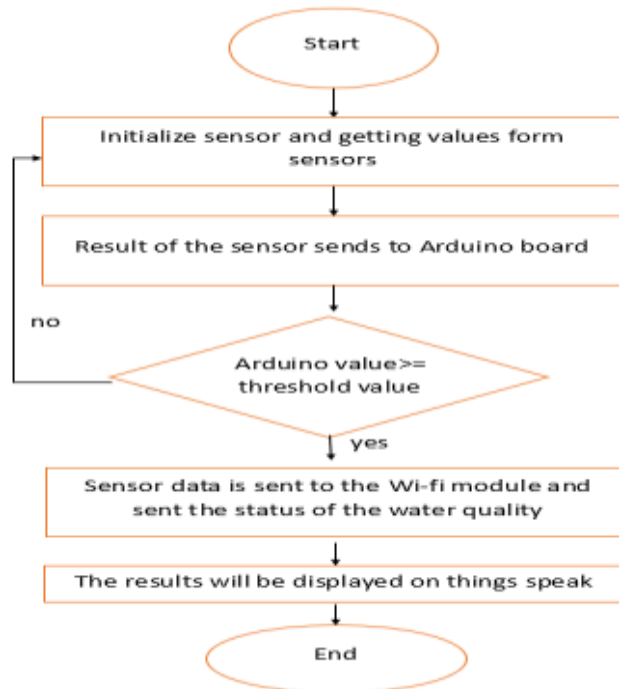 Start
Initialize sensor and getting values form
sensors
Result of the sensor sends to Arduino board
no
Arduino value>=
threshold value
yes
Sensor data is sent to the Wi-fi module and
sent the status of the water quality
The results will be displayed on things speak
End